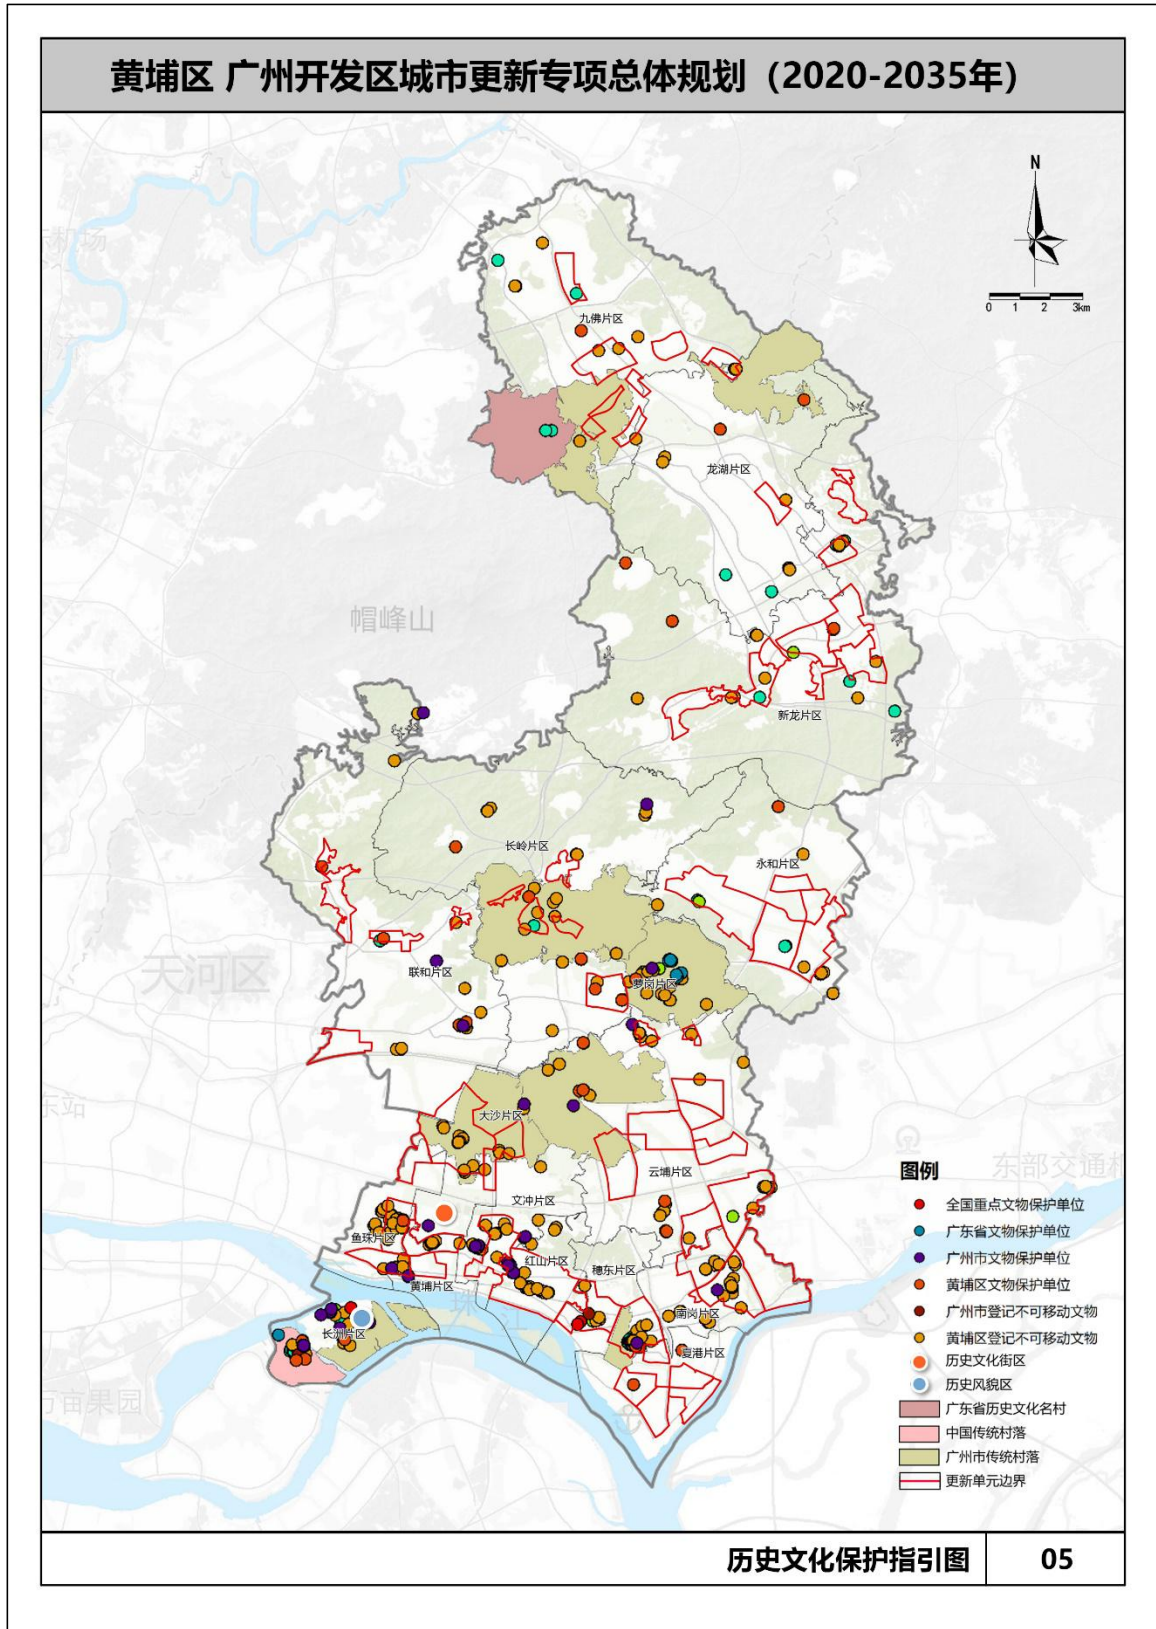 黄埔区 广州开发区城市更新专项总体规划（2020-2035年）
N
0 1 2 3km
九佛片区
龙湖片区
帽峰山
新龙片区
长岭片区
永和片区
天河区
联和片区
萝岗片区
东站
大沙片区
云埔片区
东部交通
文冲片区
鱼珠片区
红山片区
穗东片区
黄埔片区
珠江
长洲片区
南岗片区
夏港片区
万亩果园
图例
全国重点文物保护单位
广东省文物保护单位
广州市文物保护单位
黄埔区文物保护单位
广州市登记不可移动文物
黄埔区登记不可移动文物
历史文化街区
历史风貌区
广东省历史文化名村
中国传统村落
广州市传统村落
更新单元边界
历史文化保护指引图
05